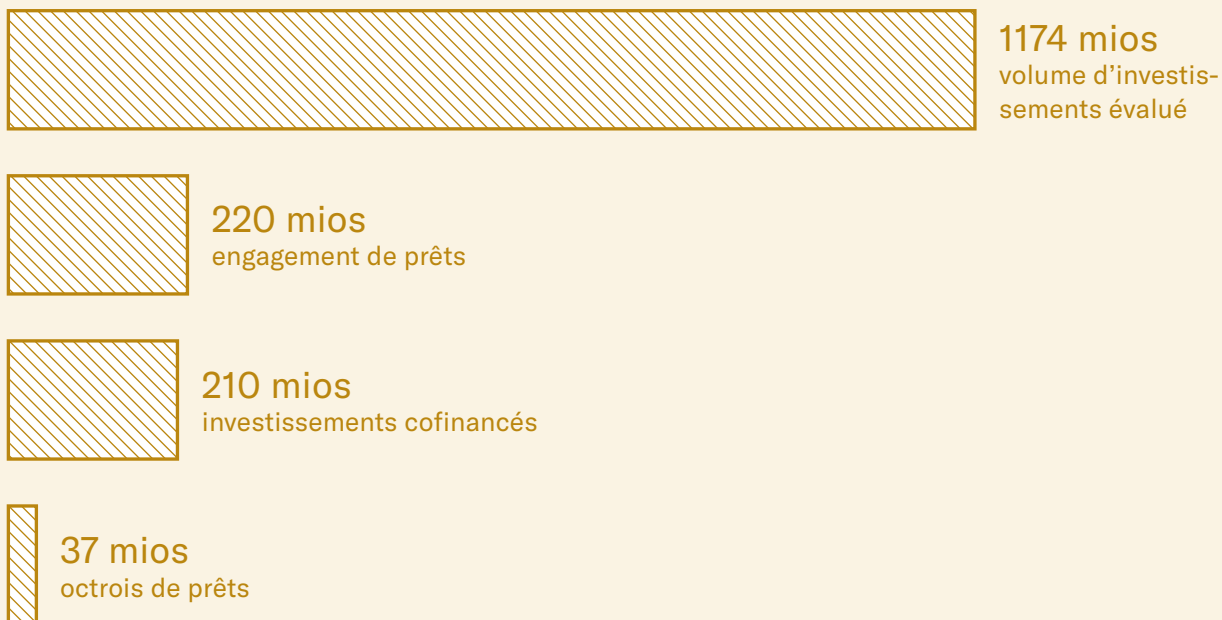 1174 mios
volume d’investis-
sements évalué
220 mios
engagement de prêts
210 mios
investissements cofinancés
37 mios
octrois de prêts